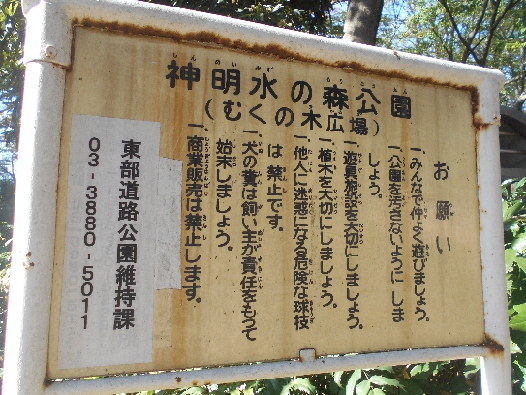 神明水の森公園
(むくの木広場)
お願い
一、みんなで仲よく遊びましょう。
一、公園を汚さないようにしま
しょう。
一、遊具施設を大切にしましょう。
一、植木を大切にしましょう。
一、他人に迷惑になる危険な球技
は禁止です。
一、犬の糞は飼い主が責任をもって
始末しましょう。
一、商業販売は禁止します。
東部道路公園維持課
03-3880-5011